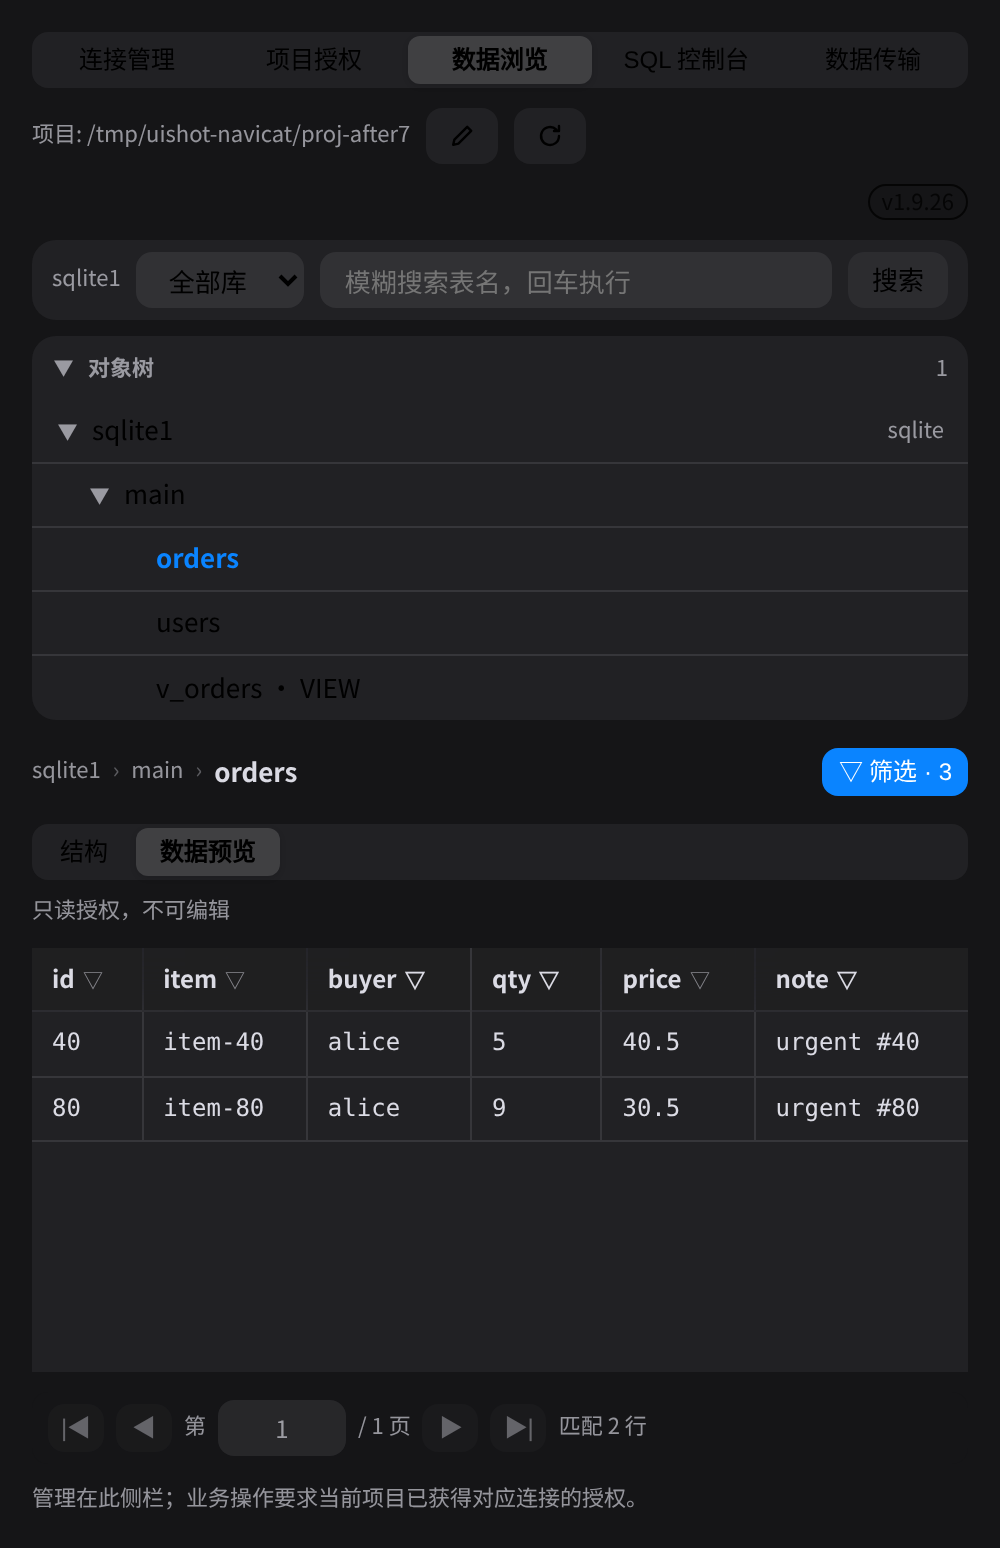 连接管理 项目授权 数据浏览 SQL 控制台 数据传输
项目: /tmp/uishot-navicat/proj-after7
v1.9.26
sqlite1 全部库 模糊搜索表名，回车执行 搜索
▼ 对象树 1
▼ sqlite1 sqlite
▼ main
orders
users
v_orders · VIEW
sqlite1 › main › orders ▽ 筛选 · 3
结构 数据预览
只读授权，不可编辑
id ▽ item ▽ buyer ▽ qty ▽ price ▽ note ▽
40 item-40 alice 5 40.5 urgent #40
80 item-80 alice 9 30.5 urgent #80
|◀ ◀ 第 1 / 1 页 ▶ ▶| 匹配 2 行
管理在此侧栏；业务操作要求当前项目已获得对应连接的授权。